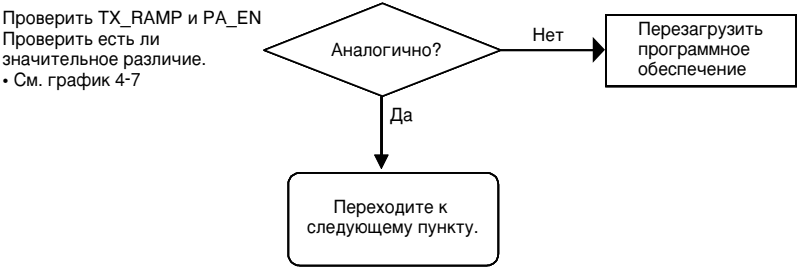 Проверить TX_RAMP и PA_EN
Проверить есть ли
значительное различие.
• См. график 4-7
Аналогично?
Нет
Перезагрузить
программное
обеспечение
Да
Переходите к
следующему пункту.